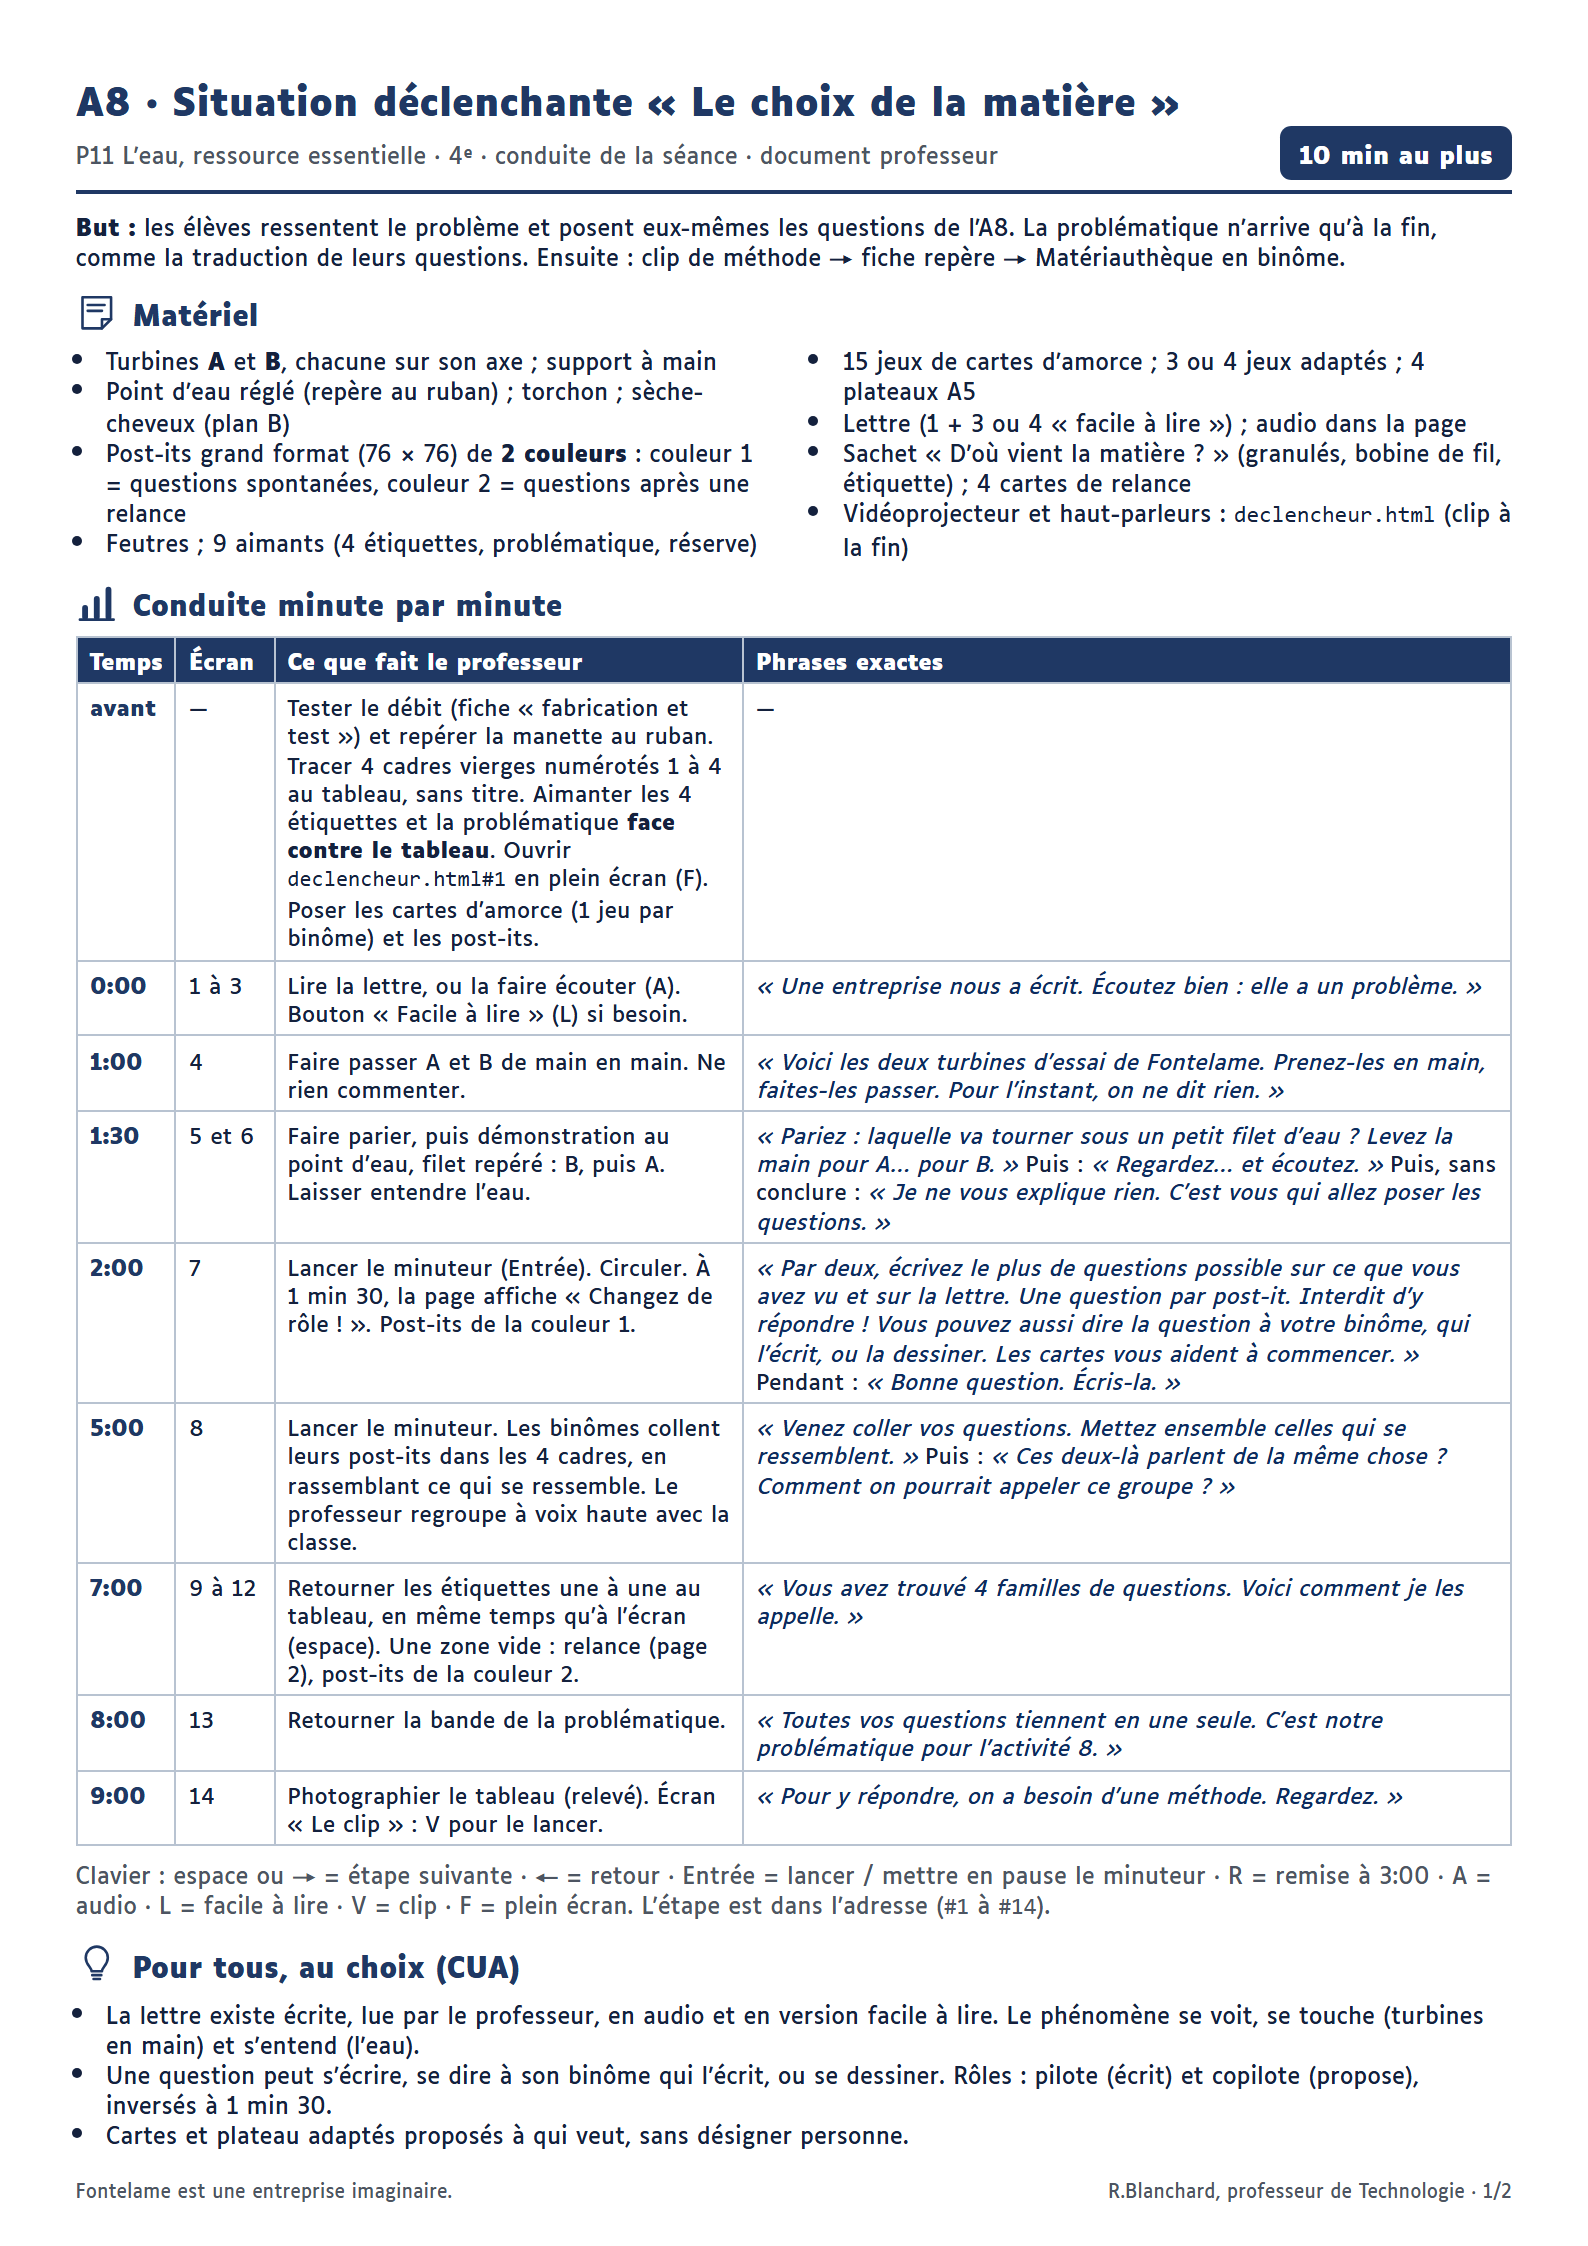 A8 · Situation déclenchante « Le choix de la matière »
P11 L'eau, ressource essentielle · 4ᵉ · conduite de la séance · document professeur
10 min au plus
But : les élèves ressentent le problème et posent eux-mêmes les questions de l'A8. La problématique n'arrive qu'à la fin,
comme la traduction de leurs questions. Ensuite : clip de méthode → fiche repère → Matériauthèque en binôme.
Matériel
• Turbines A et B, chacune sur son axe ; support à main
• Point d'eau réglé (repère au ruban) ; torchon ; sèche-
cheveux (plan B)
• Post-its grand format (76 × 76) de 2 couleurs : couleur 1
= questions spontanées, couleur 2 = questions après une
relance
• Feutres ; 9 aimants (4 étiquettes, problématique, réserve)
• 15 jeux de cartes d'amorce ; 3 ou 4 jeux adaptés ; 4
plateaux A5
• Lettre (1 + 3 ou 4 « facile à lire ») ; audio dans la page
• Sachet « D'où vient la matière ? » (granulés, bobine de fil,
étiquette) ; 4 cartes de relance
• Vidéoprojecteur et haut-parleurs : declencheur.html (clip à
la fin)
Conduite minute par minute
Temps Écran Ce que fait le professeur Phrases exactes
avant — Tester le débit (fiche « fabrication et —
test ») et repérer la manette au ruban.
Tracer 4 cadres vierges numérotés 1 à 4
au tableau, sans titre. Aimanter les 4
étiquettes et la problématique face
contre le tableau. Ouvrir
declencheur.html#1 en plein écran (F).
Poser les cartes d'amorce (1 jeu par
binôme) et les post-its.
0:00 1 à 3 Lire la lettre, ou la faire écouter (A).
Bouton « Facile à lire » (L) si besoin.
« Une entreprise nous a écrit. Écoutez bien : elle a un problème. »
1:00 4 Faire passer A et B de main en main. Ne
rien commenter.
« Voici les deux turbines d'essai de Fontelame. Prenez-les en main,
faites-les passer. Pour l'instant, on ne dit rien. »
1:30 5 et 6 Faire parier, puis démonstration au
point d'eau, filet repéré : B, puis A.
Laisser entendre l'eau.
« Pariez : laquelle va tourner sous un petit filet d'eau ? Levez la
main pour A... pour B. » Puis : « Regardez... et écoutez. » Puis, sans
conclure : « Je ne vous explique rien. C'est vous qui allez poser les
questions. »
2:00 7 Lancer le minuteur (Entrée). Circuler. À
1 min 30, la page affiche « Changez de
rôle ! ». Post-its de la couleur 1.
« Par deux, écrivez le plus de questions possible sur ce que vous
avez vu et sur la lettre. Une question par post-it. Interdit d'y
répondre ! Vous pouvez aussi dire la question à votre binôme, qui
l'écrit, ou la dessiner. Les cartes vous aident à commencer. »
Pendant : « Bonne question. Écris-la. »
5:00 8 Lancer le minuteur. Les binômes collent
leurs post-its dans les 4 cadres, en
rassemblant ce qui se ressemble. Le
professeur regroupe à voix haute avec la
classe.
« Venez coller vos questions. Mettez ensemble celles qui se
ressemblent. » Puis : « Ces deux-là parlent de la même chose ?
Comment on pourrait appeler ce groupe ? »
7:00 9 à 12 Retourner les étiquettes une à une au
tableau, en même temps qu'à l'écran
(espace). Une zone vide : relance (page
2), post-its de la couleur 2.
« Vous avez trouvé 4 familles de questions. Voici comment je les
appelle. »
8:00 13 Retourner la bande de la problématique.
« Toutes vos questions tiennent en une seule. C'est notre
problématique pour l'activité 8. »
9:00 14 Photographier le tableau (relevé). Écran
« Le clip » : V pour le lancer.
« Pour y répondre, on a besoin d'une méthode. Regardez. »
Clavier : espace ou → = étape suivante · ← = retour · Entrée = lancer / mettre en pause le minuteur · R = remise à 3:00 · A =
audio · L = facile à lire · V = clip · F = plein écran. L'étape est dans l'adresse (#1 à #14).
Pour tous, au choix (CUA)
• La lettre existe écrite, lue par le professeur, en audio et en version facile à lire. Le phénomène se voit, se touche (turbines
en main) et s'entend (l'eau).
• Une question peut s'écrire, se dire à son binôme qui l'écrit, ou se dessiner. Rôles : pilote (écrit) et copilote (propose),
inversés à 1 min 30.
• Cartes et plateau adaptés proposés à qui veut, sans désigner personne.
Fontelame est une entreprise imaginaire.
R.Blanchard, professeur de Technologie · 1/2